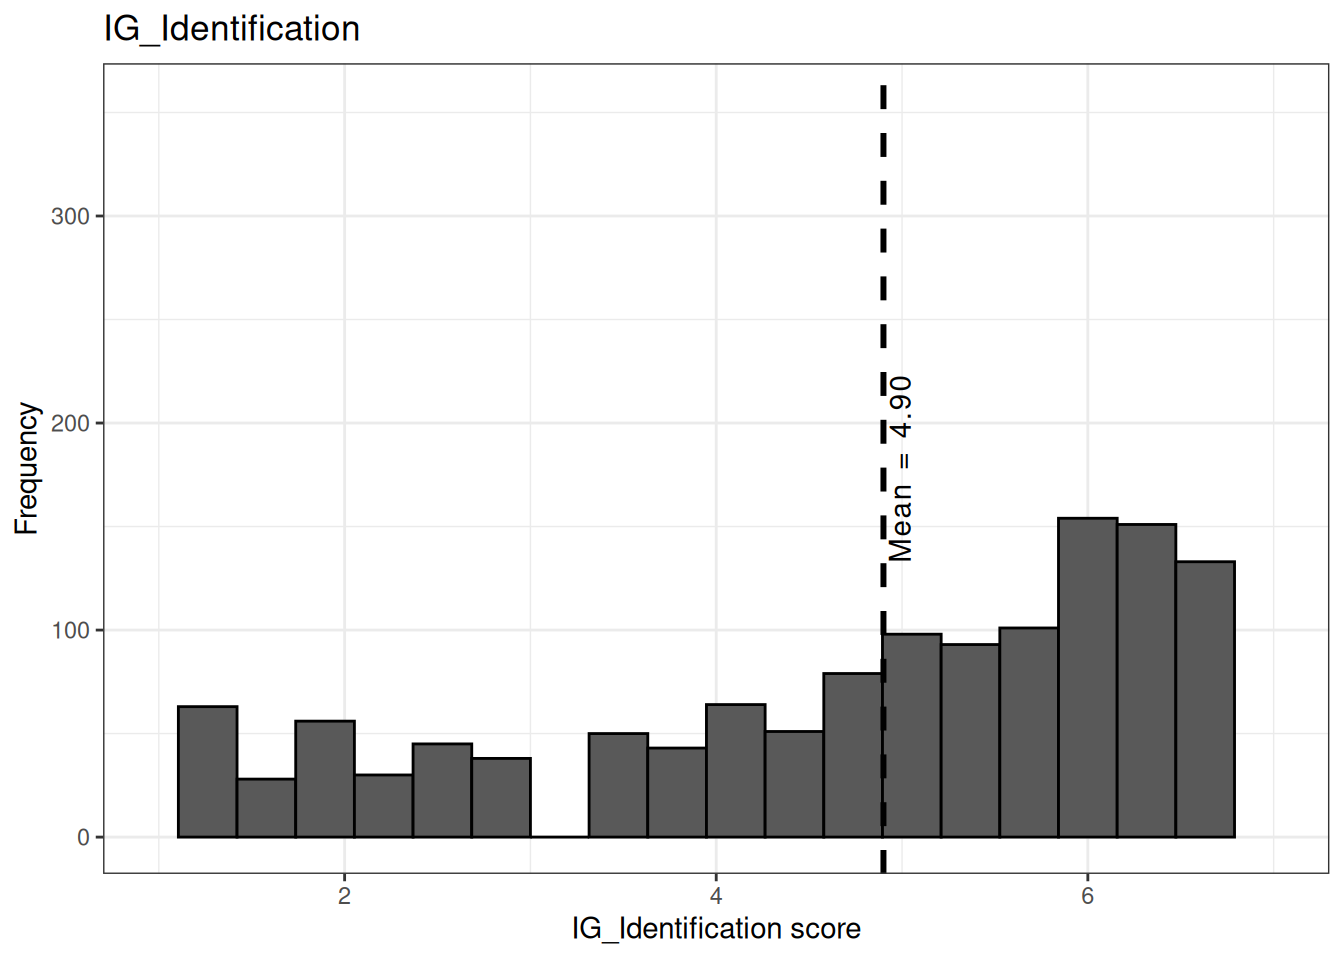 IG_Identification
300
200
100
0
Frequency
Mean = 4.90
2
4
6
IG_Identification score